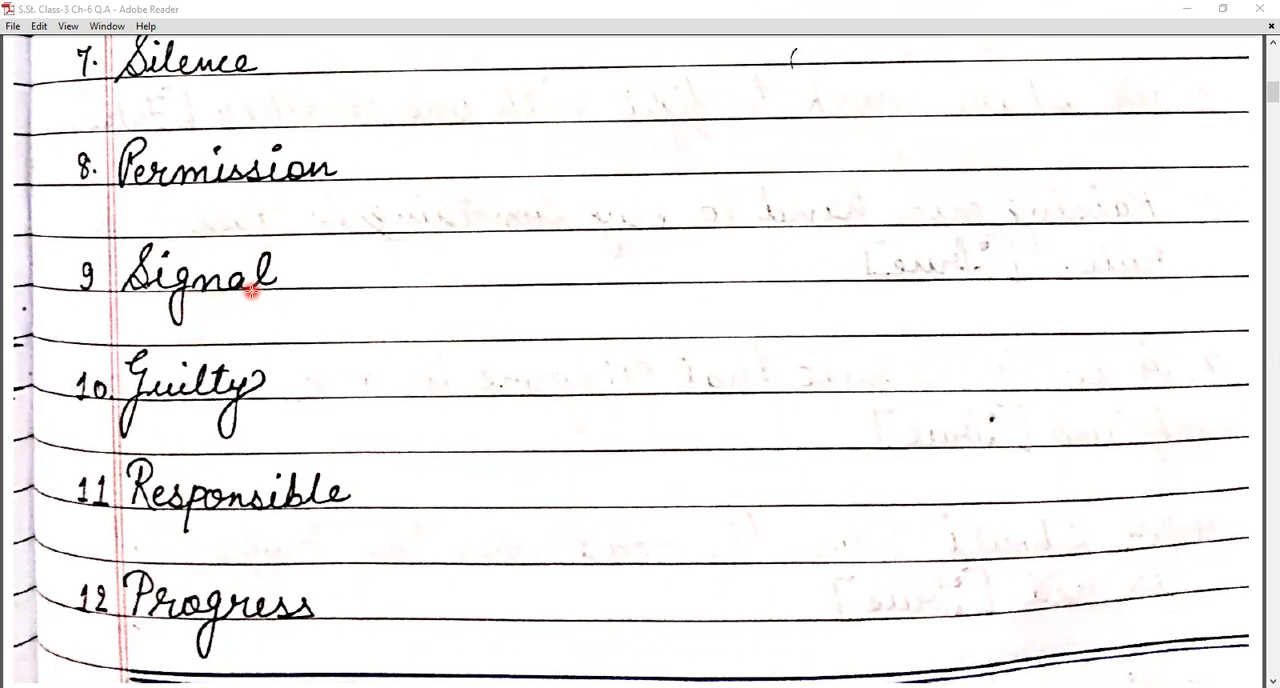 S.St. Class-3 Ch-6 Q.A - Adobe Reader
File Edit View Window Help
7. Silence
8. Permission
9 Signal
10. Guilty
11 Responsible
12 Progress